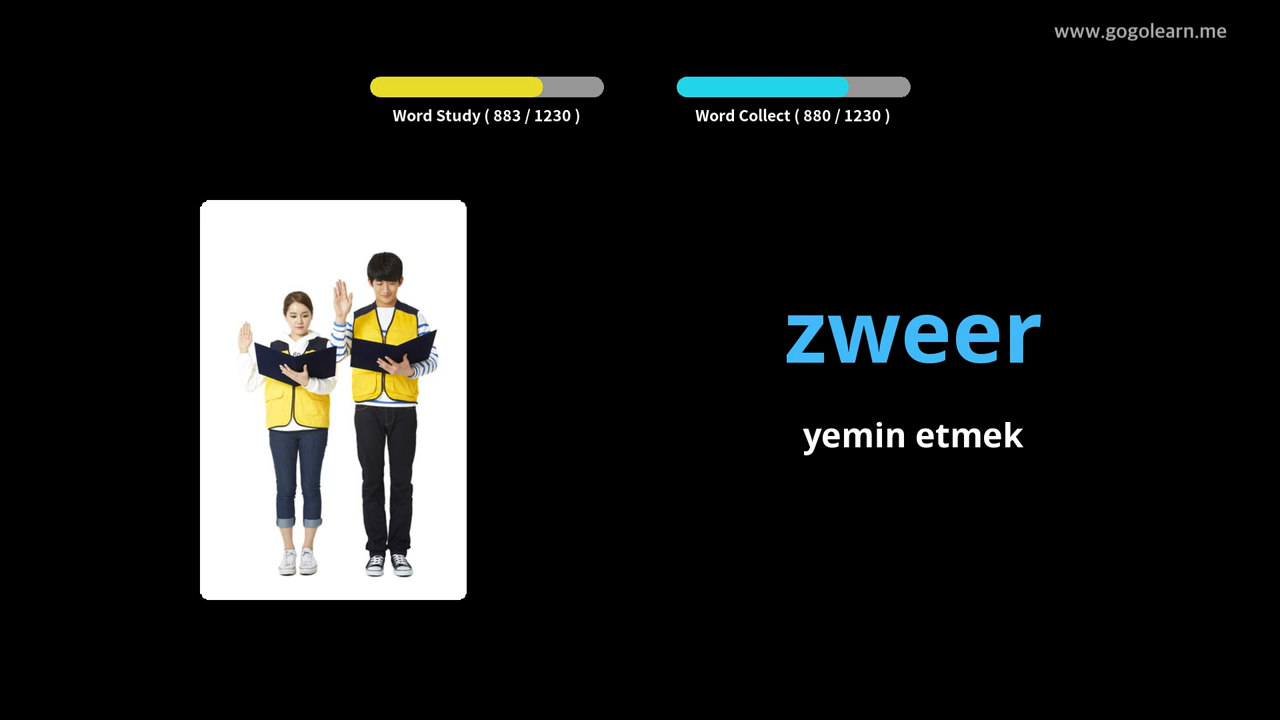 www.gogolearn.me
Word Study ( 883 / 1230 )
Word Collect ( 880 / 1230 )
zweer
yemin etmek